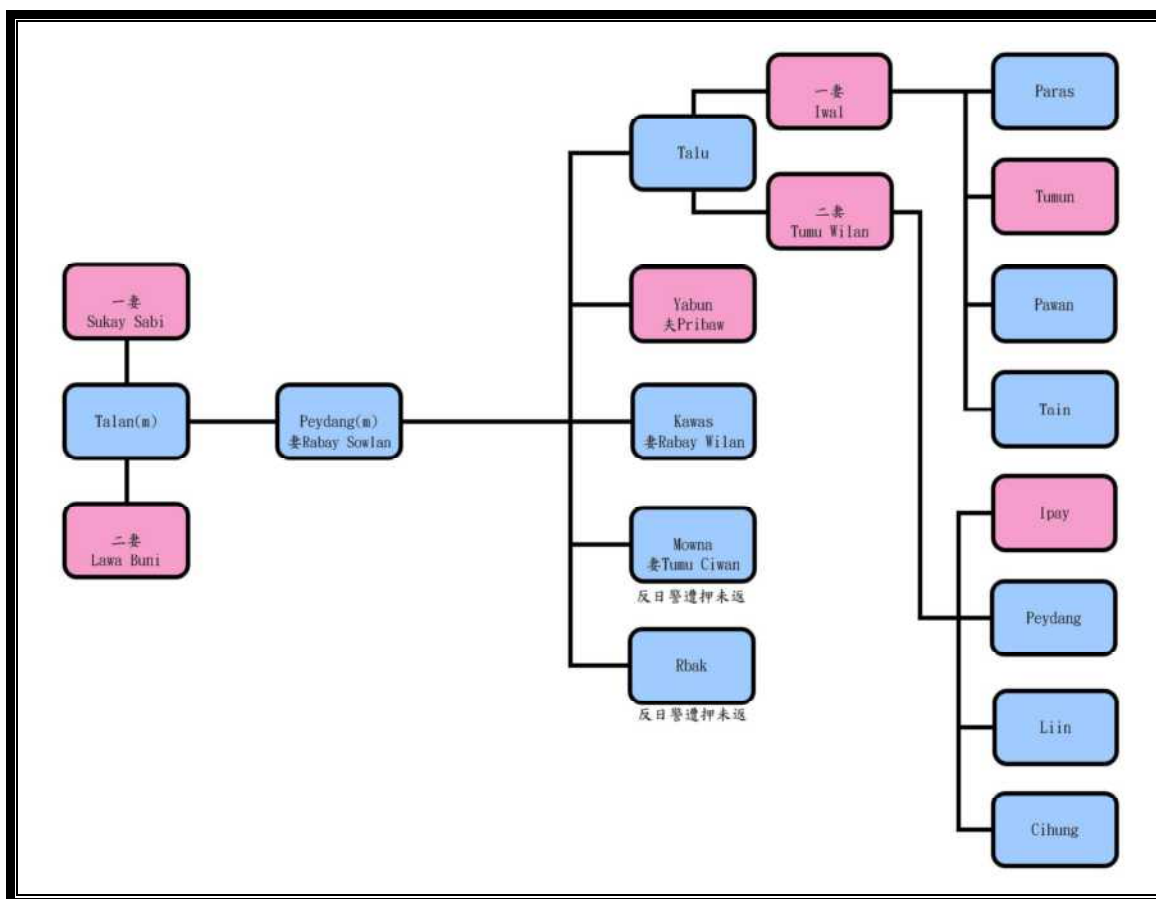 一妻
Sukay Sabi
Talan(m)
二妻
Lawa Buni
Peydang(m)
妻Rabay Sowlan
Talu
Yabun
夫Pribaw
Kawas
妻Rabay Wilan
Mowna
妻Tumu Ciwan
反日警遭押未返
Rbak
反日警遭押未返
一妻
Iwal
二妻
Tumu Wilan
Paras
Tumun
Pawan
Tain
Ipay
Peydang
Liin
Cihung